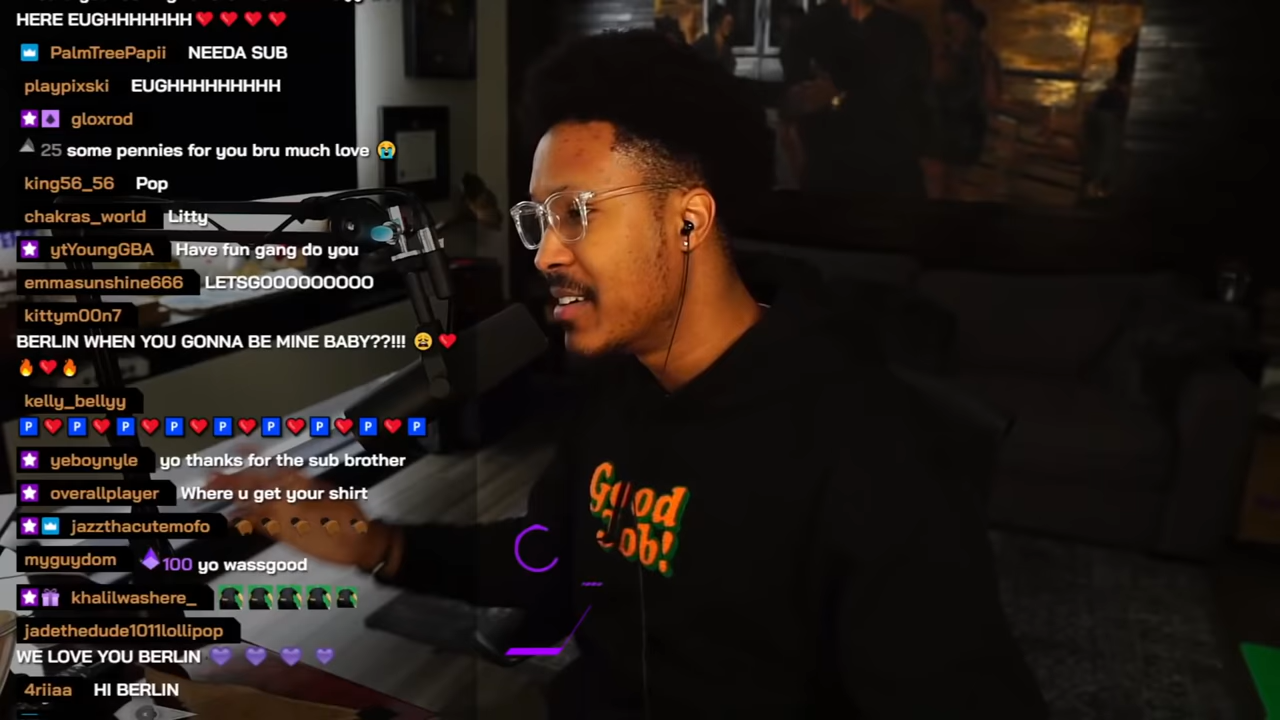 HERE EUGHHHHHHH❤️ ❤️ ❤️ ❤️
PalmTreePapii NEEDA SUB
playpixski EUGHHHHHHHHH
gloxrod
25 some pennies for you bru much love 😭
king56_56 Pop
chakras_world Litty
ytYoungGBA Have fun gang do you
emmasunshine666 LETSGOOOOOOOOO
kittym00n7
BERLIN WHEN YOU GONNA BE MINE BABY??!!! 😩 ❤️
🔥 ❤️ 🔥
kelly_bellyy
🅿️ ❤️ 🅿️ ❤️ 🅿️ ❤️ 🅿️ ❤️ 🅿️ ❤️ 🅿️ ❤️ 🅿️ ❤️ 🅿️ ❤️ 🅿️
yeboynyle yo thanks for the sub brother
overallplayer Where u get your shirt
jazzthacutemofo
myguydom 100 yo wassgood
khalilwashere_
jadethedude1011lollipop
WE LOVE YOU BERLIN 💜 💜 💜 💜
4riiaa HI BERLIN
Good
Job!